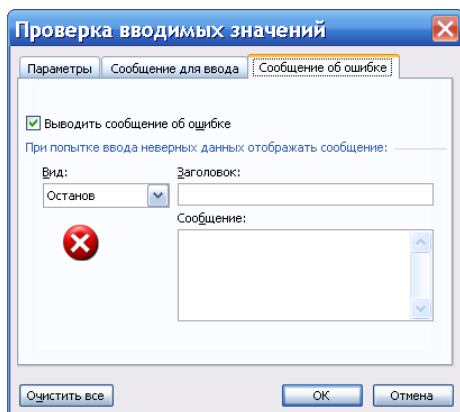 Проверка вводимых значений
Параметры Сообщение для ввода Сообщение об ошибке
Выводить сообщение об ошибке
При попытке ввода неверных данных отображать сообщение:
Вид: Заголовок:
Останов
Сообщение:
Очистить все ОК Отмена